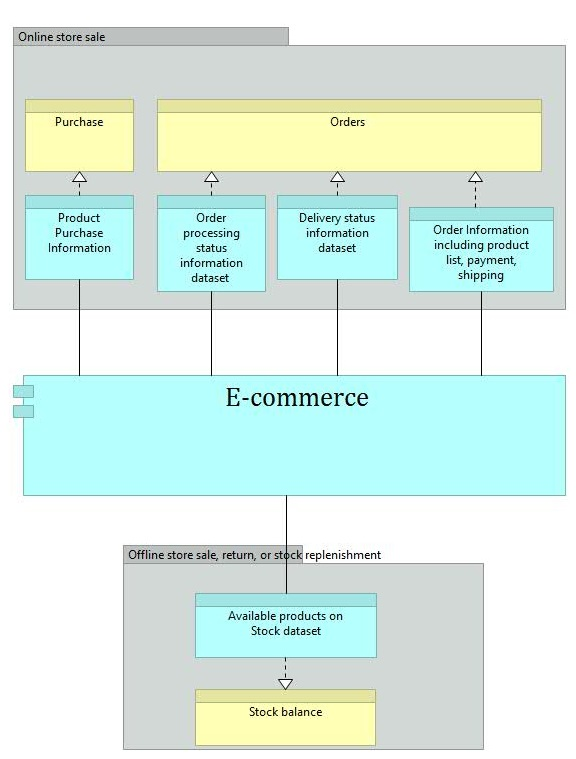 Online store sale
Purchase
Orders
Product
Purchase
Information
Order
processing
status
information
dataset
Delivery status
information
dataset
Order Information
including product
list, payment,
shipping
E-commerce
Offline store sale, return, or stock replenishment
Available products on
Stock dataset
Stock balance